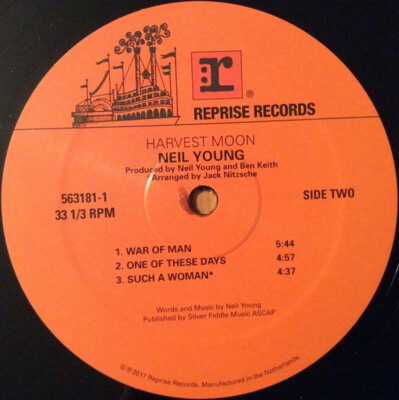 r ®
REPRISE RECORDS
HARVEST MOON
NEIL YOUNG
Produced by Neil Young and Ben Keith
Arranged by Jack Nitzsche
563181-1
33 1/3 RPM
SIDE TWO
1. WAR OF MAN 5:44
2. ONE OF THESE DAYS 4:57
3. SUCH A WOMAN* 4:37
Words and Music by Neil Young
Published by Silver Fiddle Music ASCAP
©℗ 2017 Reprise Records. Manufactured in the Netherlands.